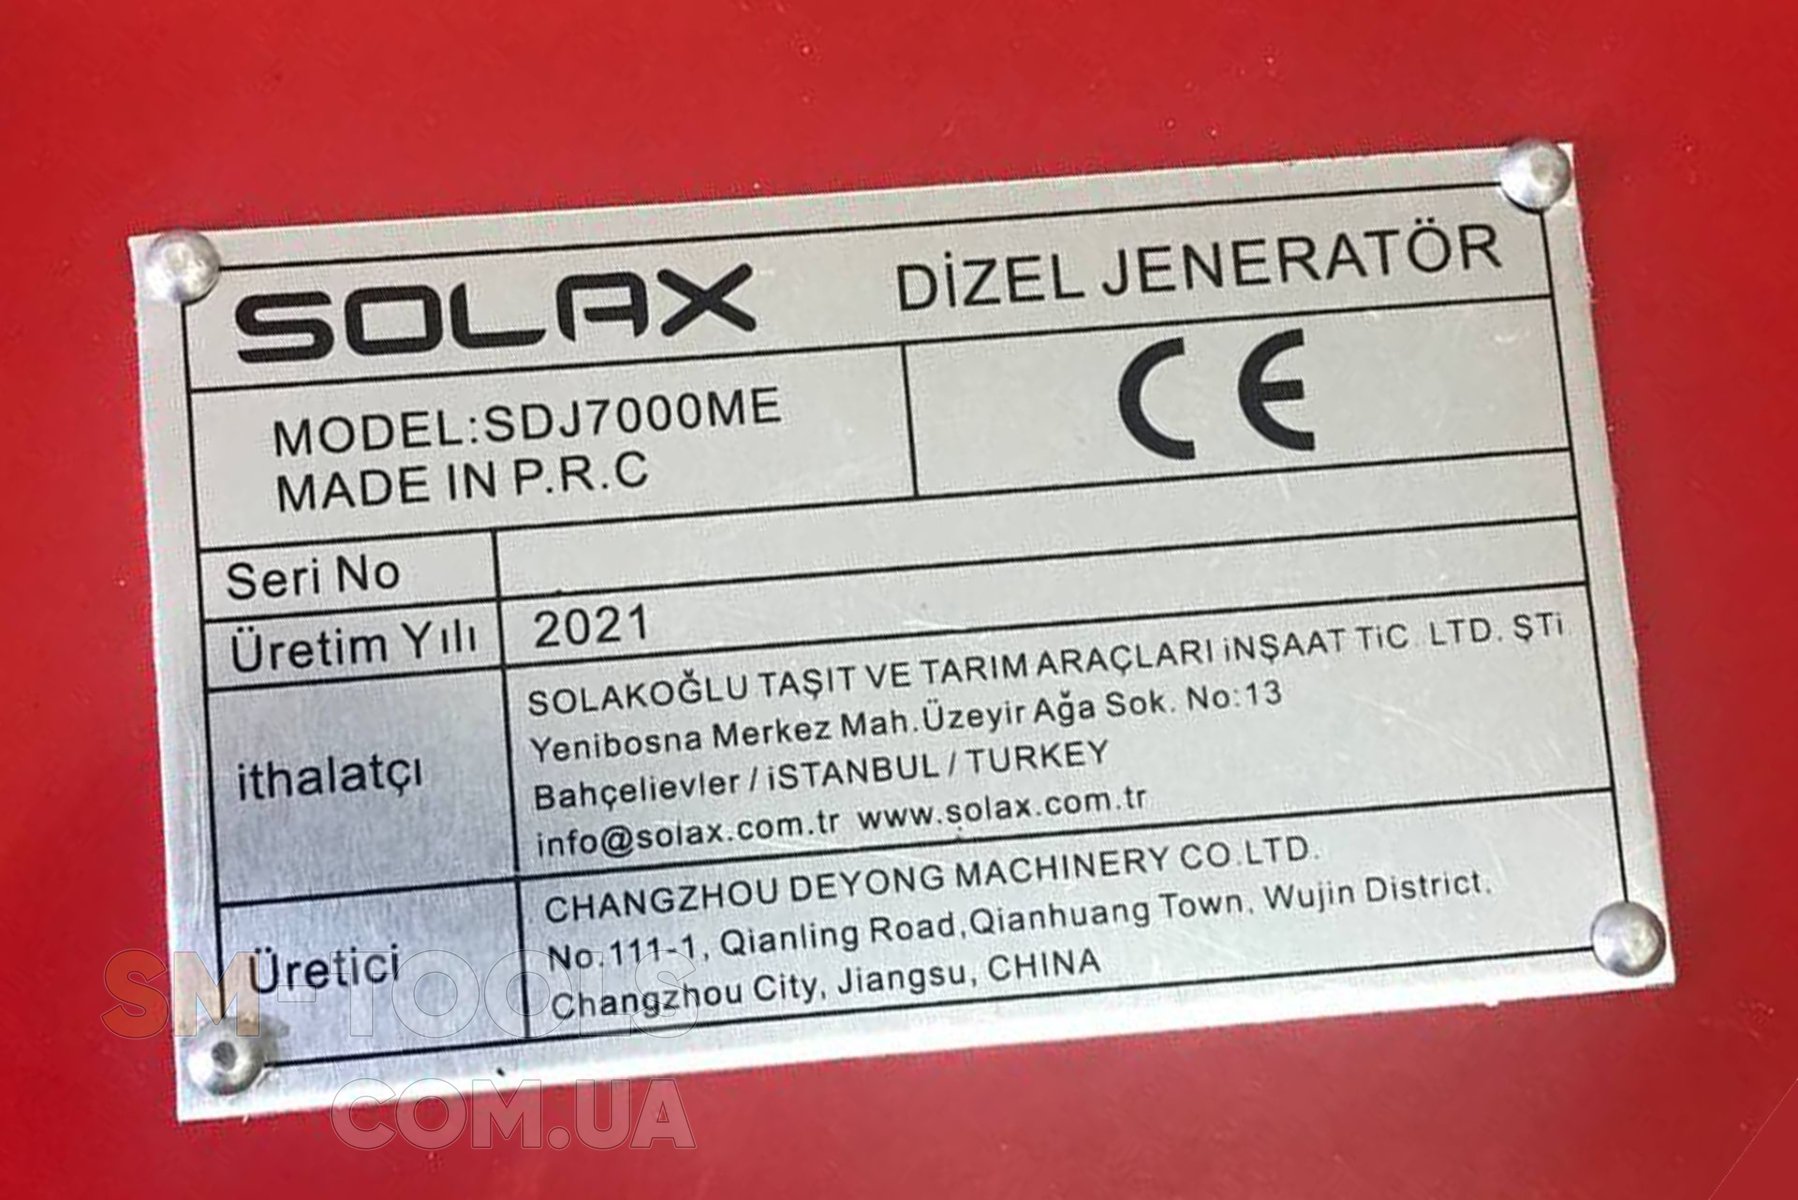 SOLAX DİZEL JENERATÖR
MODEL:SDJ7000ME
MADE IN P.R.C
CE
Seri No
Üretim Yılı 2021
ithalatçı
SOLAKOĞLU TAŞIT VE TARIM ARAÇLARI iNŞAAT TiC. LTD. ŞTi
Yenibosna Merkez Mah.Üzeyir Ağa Sok. No:13
Bahçelievler / iSTANBUL / TURKEY
info@solax.com.tr www.solax.com.tr
Üretici
CHANGZHOU DEYONG MACHINERY CO.LTD.
No.111-1, Qianling Road,Qianhuang Town, Wujin District,
Changzhou City, Jiangsu, CHINA
SM-TOOLS
COM.UA